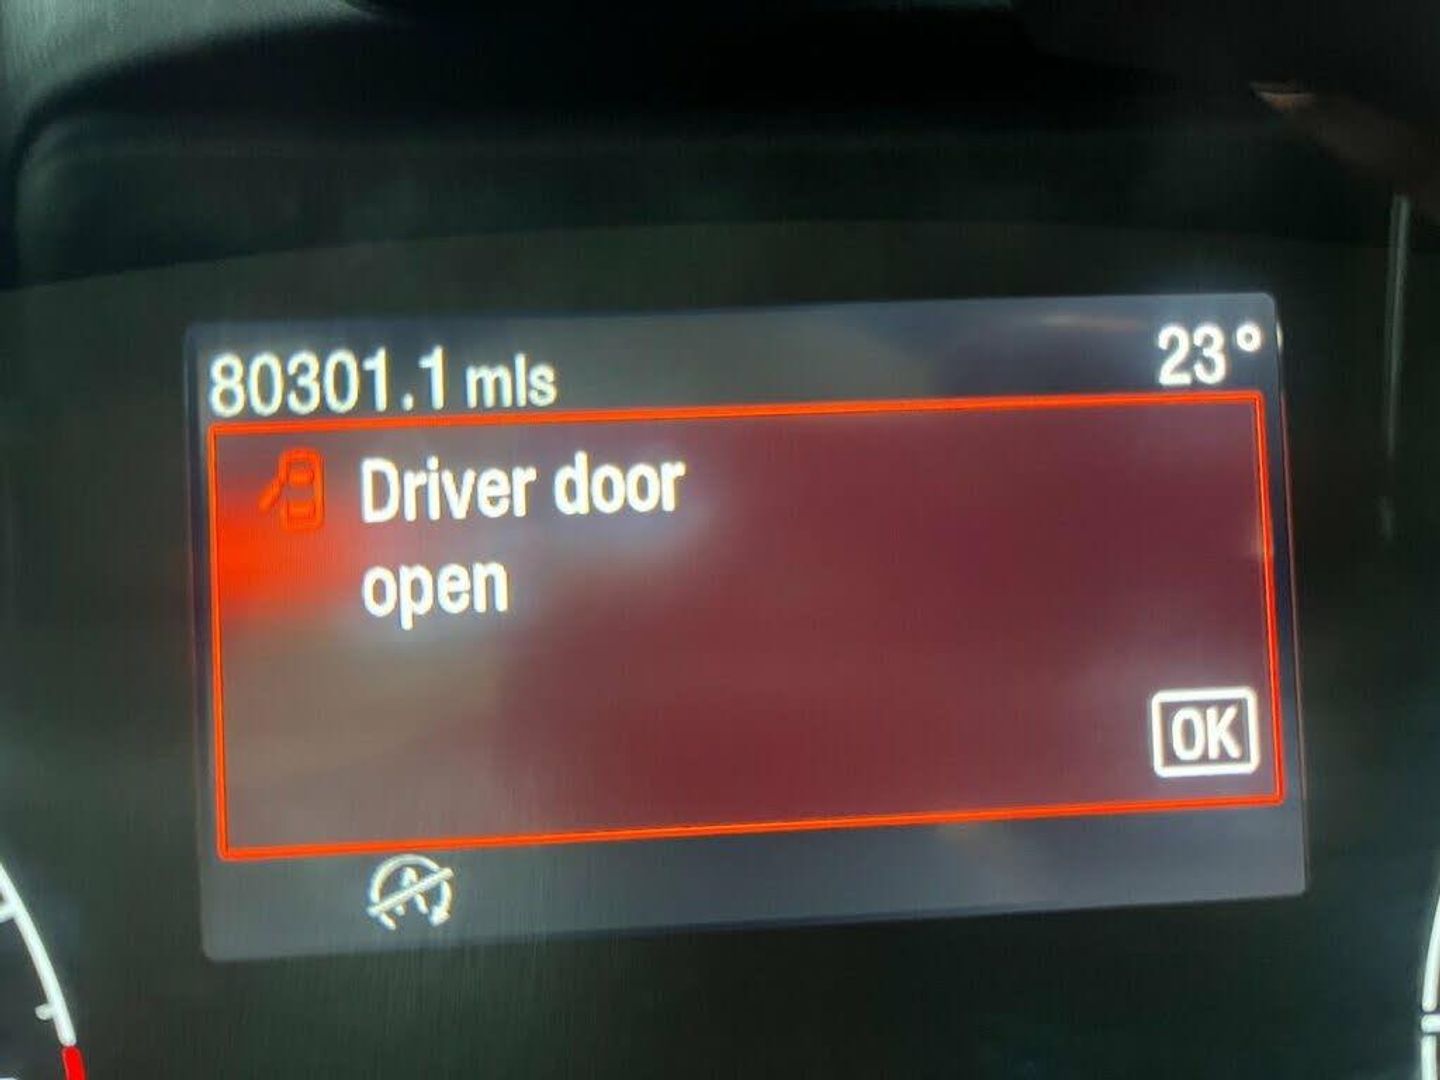 80301.1 mls 23°
Driver door
open
OK